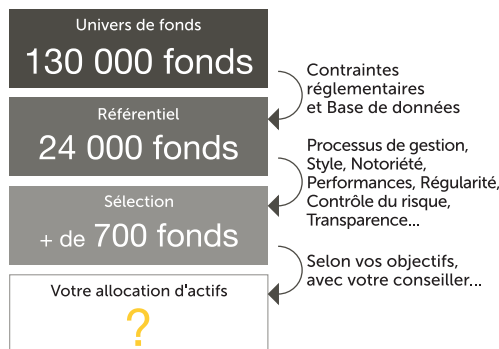 Univers de fonds
130 000 fonds
Contraintes
réglementaires
et Base de données
Référentiel
24 000 fonds
Processus de gestion,
Style, Notoriété,
Performances, Régularité,
Contrôle du risque,
Transparence...
Sélection
+ de 700 fonds
Selon vos objectifs,
avec votre conseiller...
Votre allocation d'actifs
?